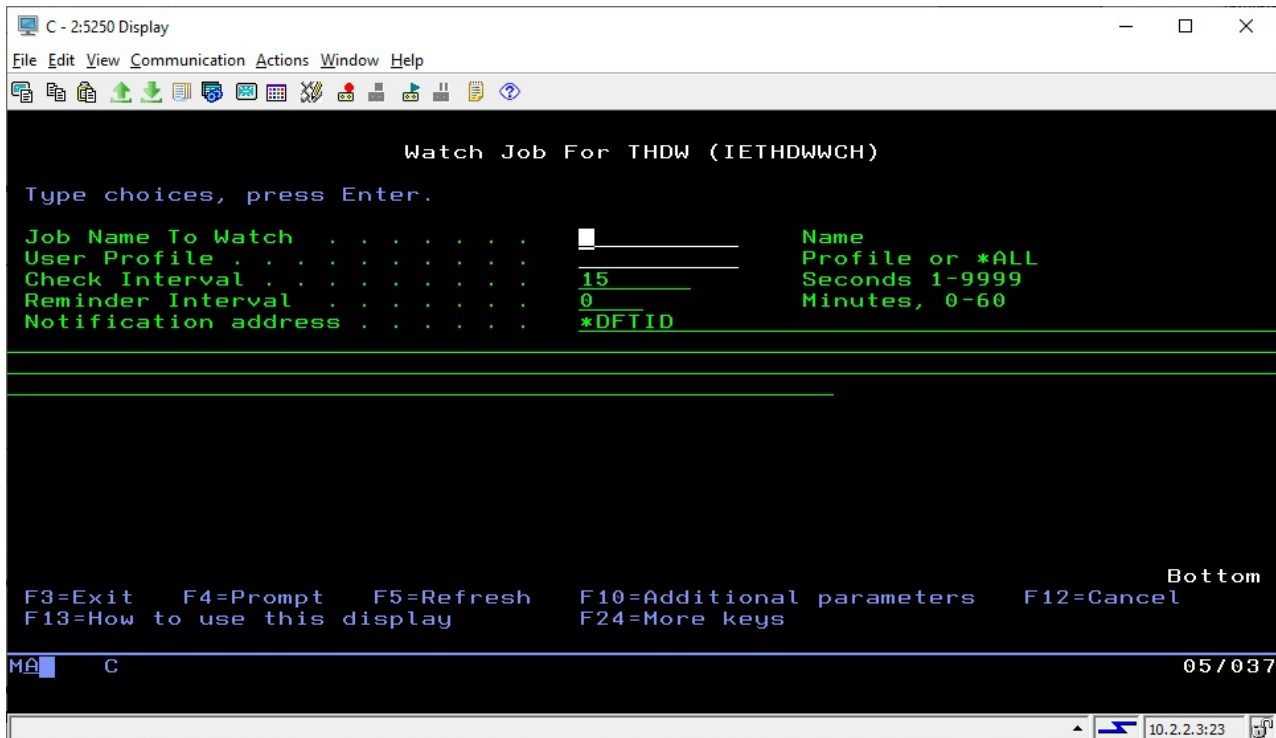 C - 2:5250 Display
File Edit View Communication Actions Window Help
Watch Job For THDW (IETHDWWCH)
Type choices, press Enter.
Job Name To Watch . . . . . . . Name
User Profile . . . . . . . . . . Profile or *ALL
Check Interval . . . . . . . . . 15 Seconds 1-9999
Reminder Interval . . . . . . . 0 Minutes, 0-60
Notification address . . . . . . *DFTID
Bottom
F3=Exit F4=Prompt F5=Refresh F10=Additional parameters F12=Cancel
F13=How to use this display F24=More keys
MA C 05/037
10.2.2.3:23